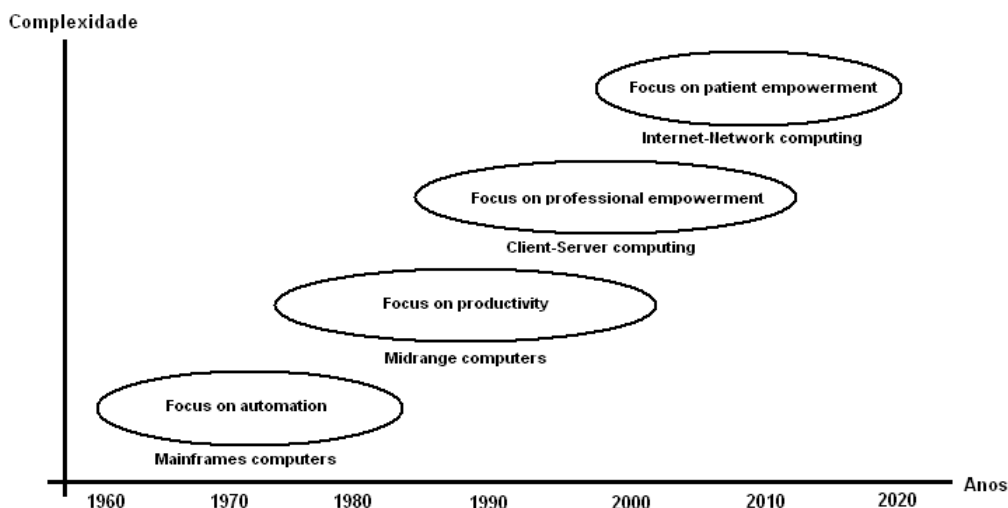 Complexidade
Focus on patient empowerment
Internet-Network computing
Focus on professional empowerment
Client-Server computing
Focus on productivity
Midrange computers
Focus on automation
Mainframes computers
Anos
1960 1970 1980 1990 2000 2010 2020